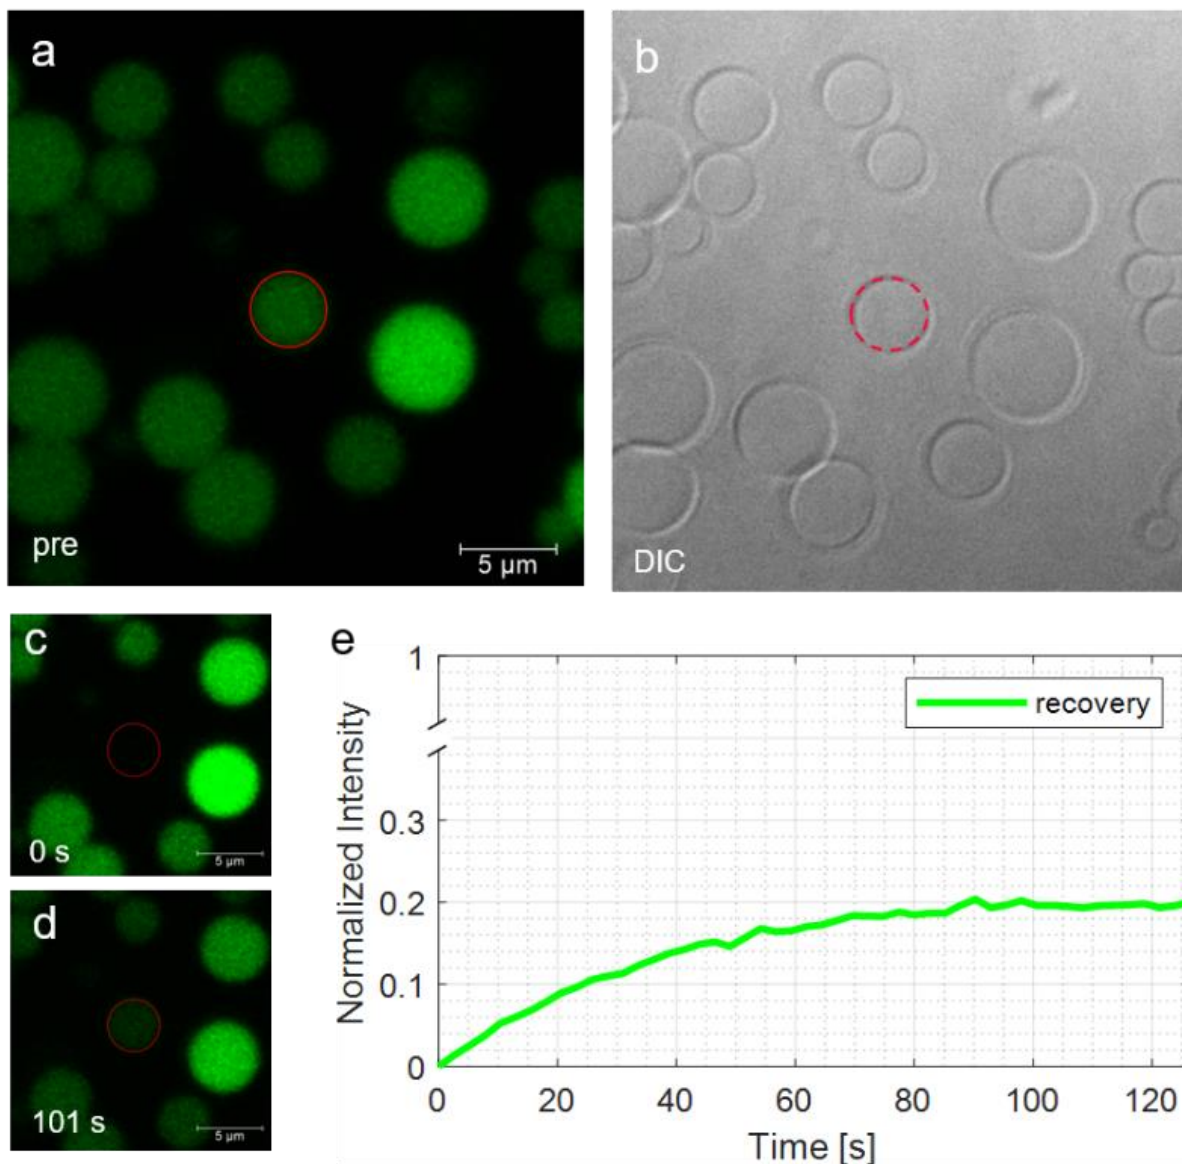 a
pre
5 µm
b
DIC
c
0 s
5 µm
d
101 s
5 µm
e
Normalized Intensity
1
0.3
0.2
0.1
0
recovery
0
20
40
60
80
100
120
Time [s]